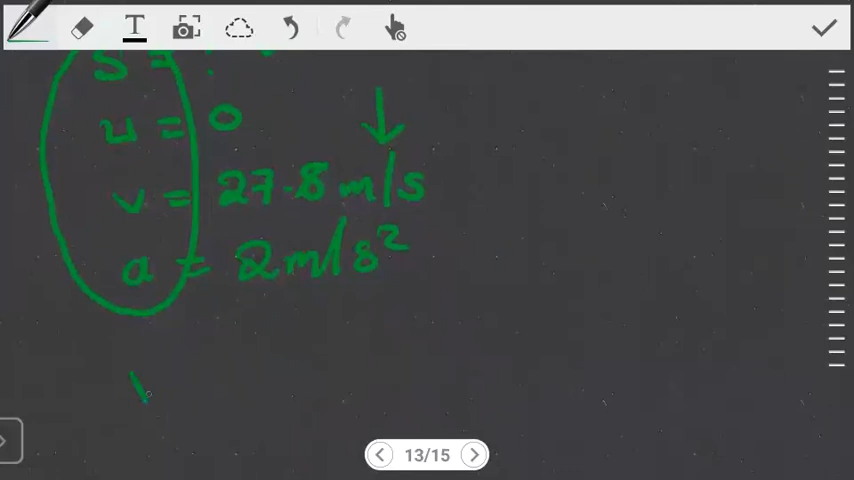 T
S = ?
u = 0
v = 27.8 m/s
a = 2 m/s²
13/15